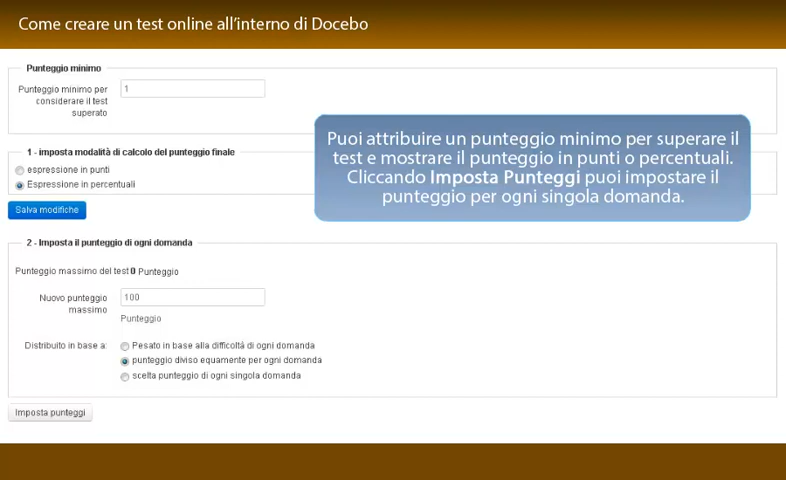 Come creare un test online all'interno di Docebo
Punteggio minimo
Punteggio minimo per
considerare il test
superato
1
Puoi attribuire un punteggio minimo per superare il
test e mostrare il punteggio in punti o percentuali.
Cliccando Imposta Punteggi puoi impostare il
punteggio per ogni singola domanda.
1 - imposta modalità di calcolo del punteggio finale
espressione in punti
Espressione in percentuali
Salva modifiche
2 - Imposta il punteggio di ogni domanda
Punteggio massimo del test 0 Punteggio
Nuovo punteggio
massimo
100
Punteggio
Distribuito in base a:
Pesato in base alla difficoltà di ogni domanda
punteggio diviso equamente per ogni domanda
scelta punteggio di ogni singola domanda
Imposta punteggi